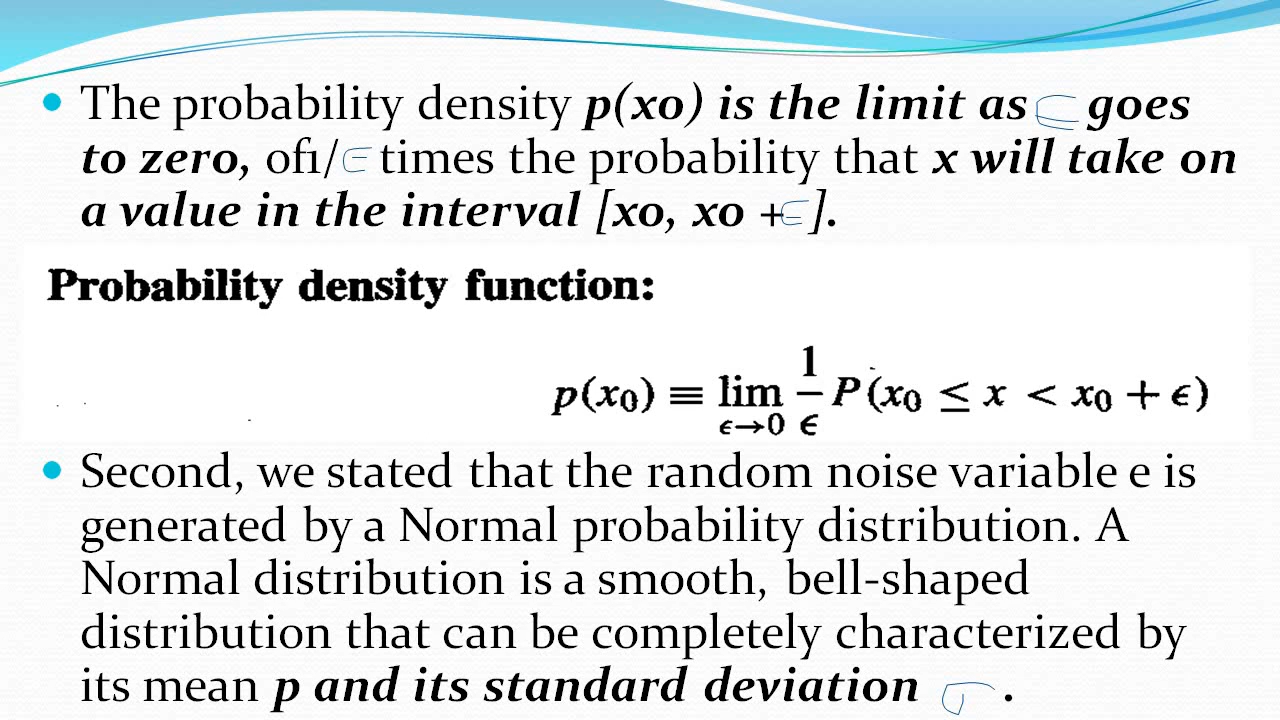 The probability density p(xo) is the limit as ϵ goes
to zero, of1/ϵ times the probability that x will take on
a value in the interval [xo, xo +ϵ].
Probability density function:
p(x₀) ≡ lim ϵ→0 1/ϵ P(x₀ ≤ x < x₀ + ϵ)
Second, we stated that the random noise variable e is
generated by a Normal probability distribution. A
Normal distribution is a smooth, bell-shaped
distribution that can be completely characterized by
its mean p and its standard deviation σ.